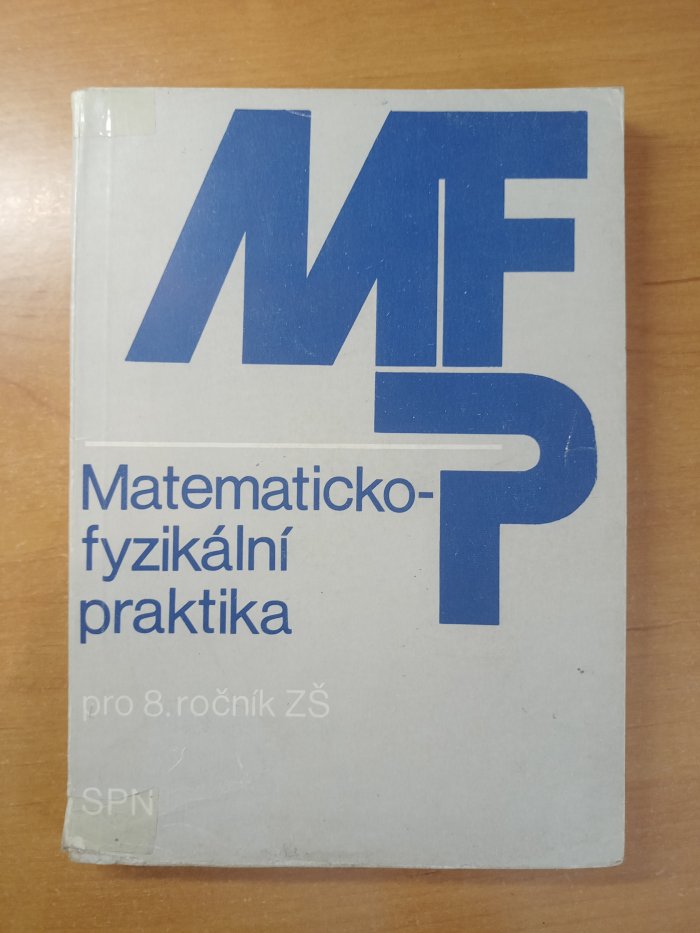 MF
P
Matematicko-
fyzikální
praktika
pro 8. ročník ZŠ
SPN